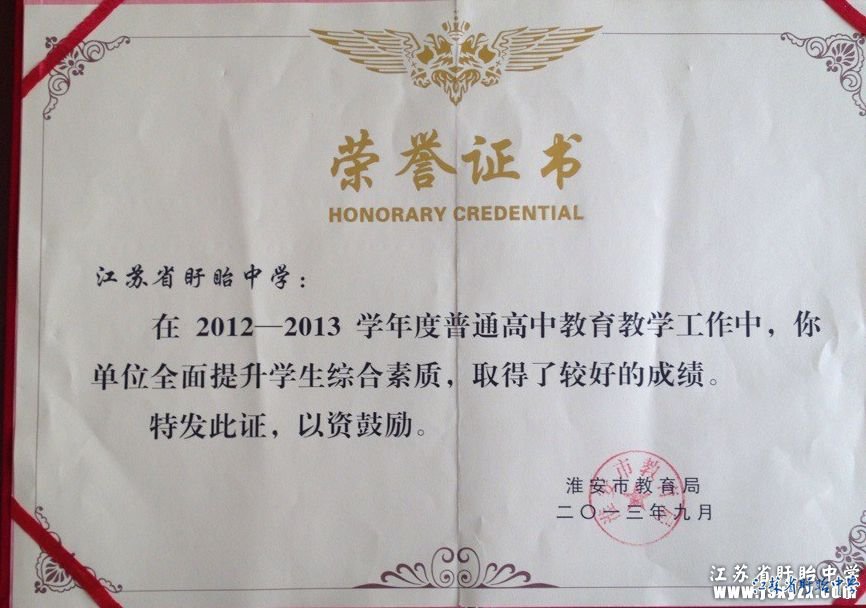 荣誉证书
HONORARY CREDENTIAL
江苏省盱眙中学：
在 2012—2013 学年度普通高中教育教学工作中，你
单位全面提升学生综合素质，取得了较好的成绩。
特发此证，以资鼓励。
淮安市教育局
二〇一三年九月
江苏省盱眙中学
www.jsxyzx.com